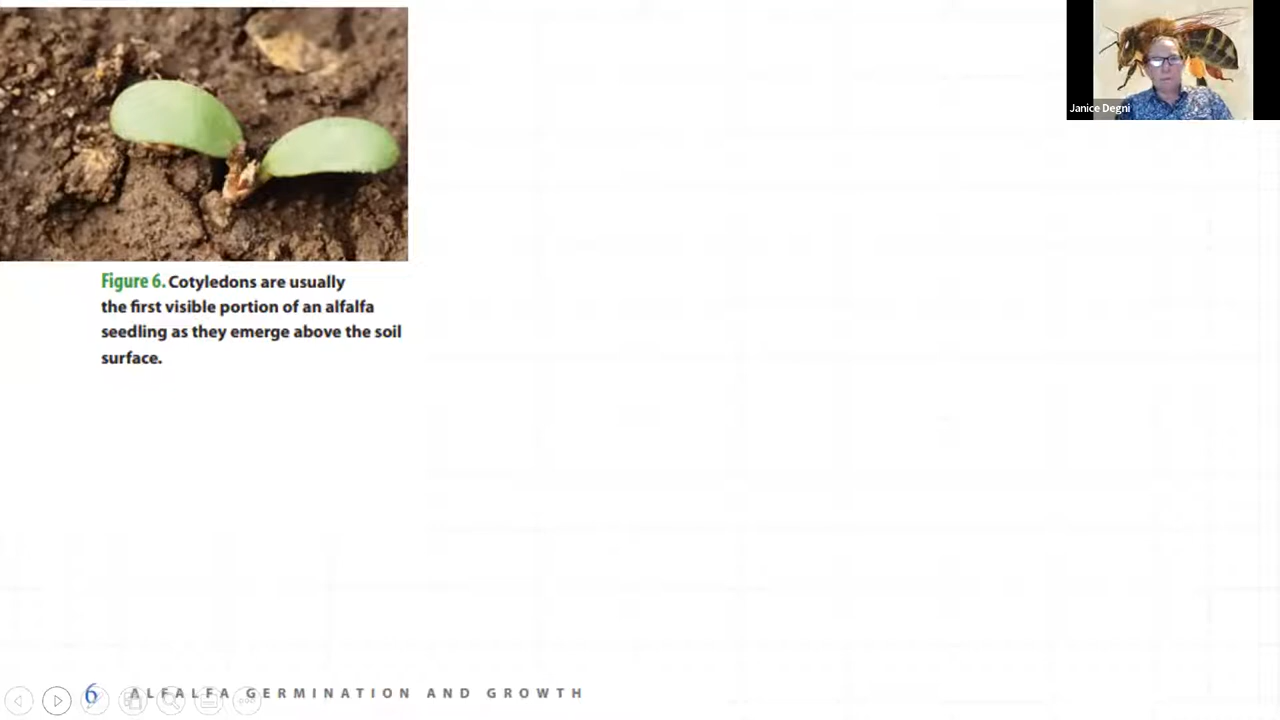 Janice Degni
Figure 6. Cotyledons are usually
the first visible portion of an alfalfa
seedling as they emerge above the soil
surface.
6 ALFALFA GERMINATION AND GROWTH